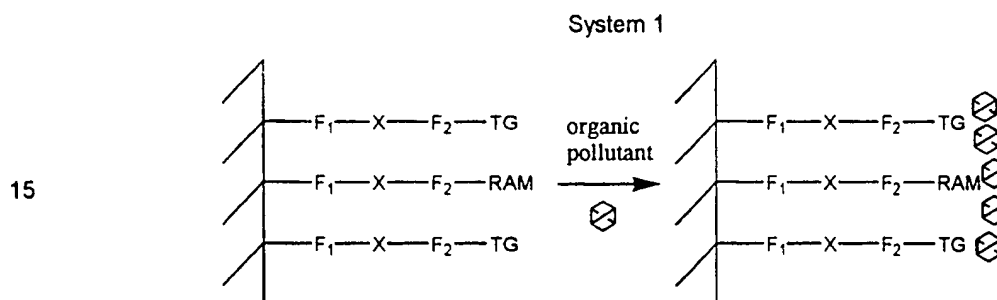 System 1
F₁—X—F₂—TG
organic
pollutant
F₁—X—F₂—TG
15
F₁—X—F₂—RAM
F₁—X—F₂—RAM
F₁—X—F₂—TG
F₁—X—F₂—TG